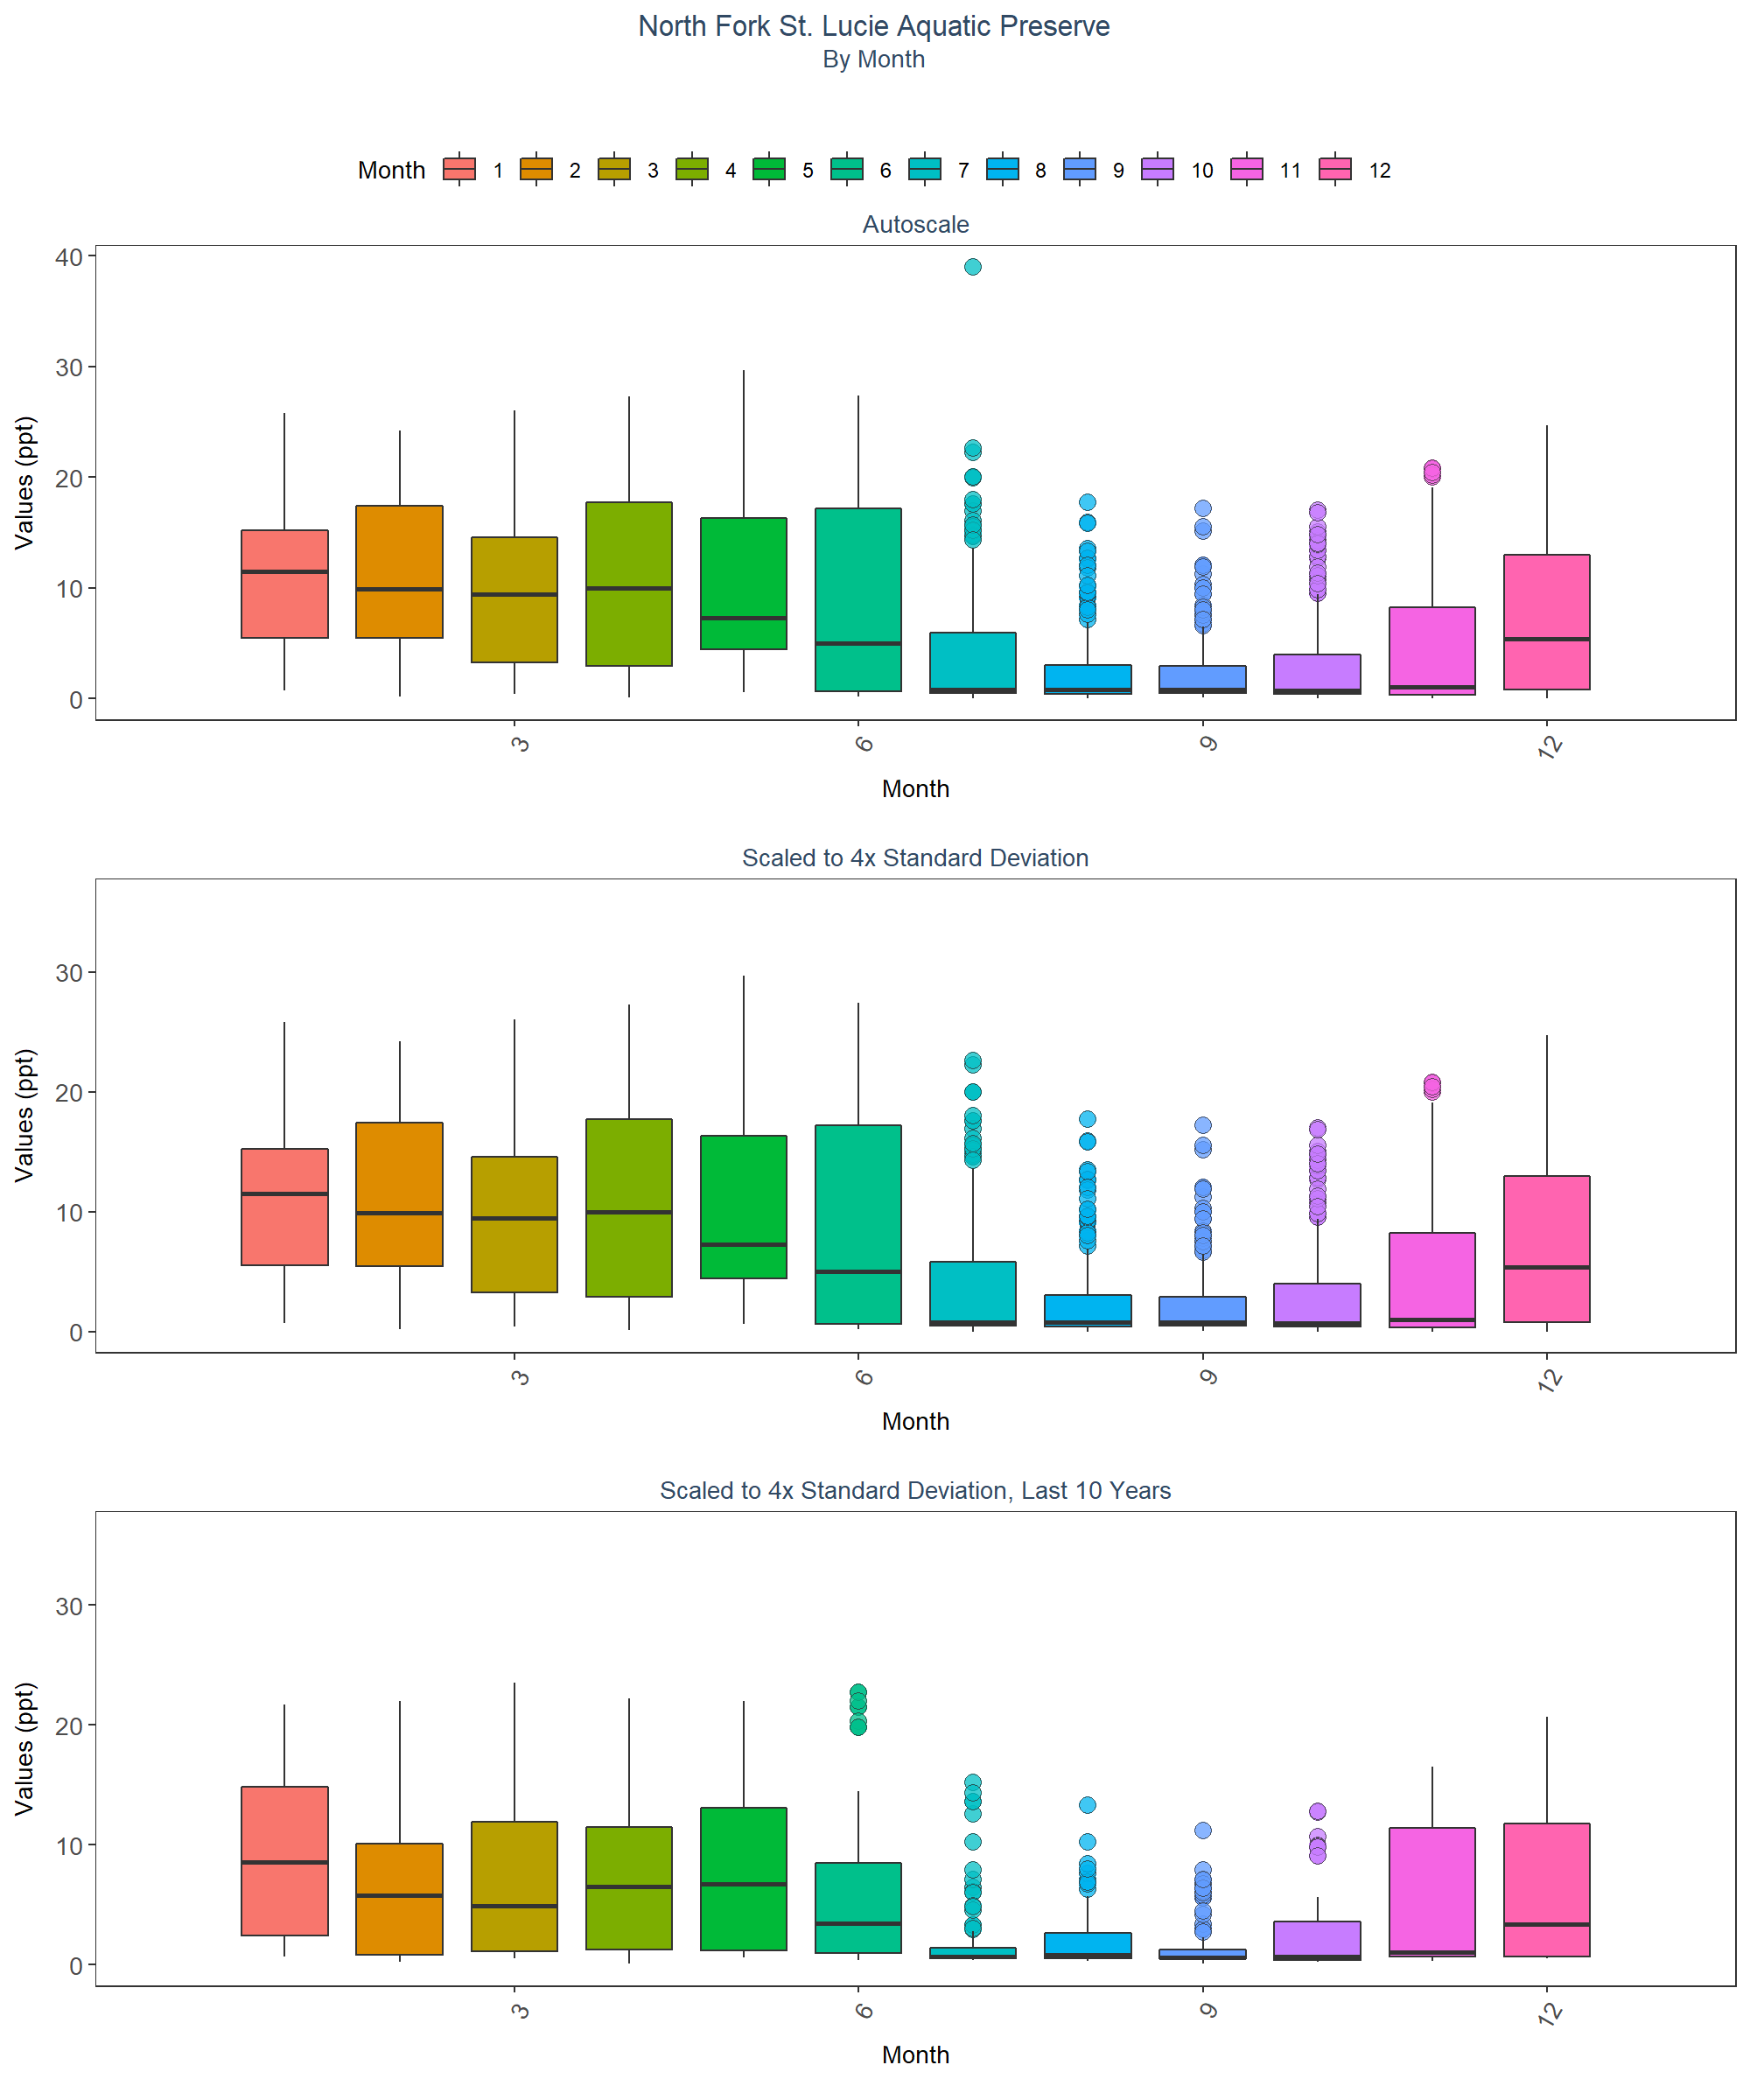 North Fork St. Lucie Aquatic Preserve
By Month
Month 1 2 3 4 5 6 7 8 9 10 11 12
Autoscale
Values (ppt)
40
30
20
10
0
3 6 9 12
Month
Scaled to 4x Standard Deviation
Values (ppt)
30
20
10
0
3 6 9 12
Month
Scaled to 4x Standard Deviation, Last 10 Years
Values (ppt)
30
20
10
0
3 6 9 12
Month